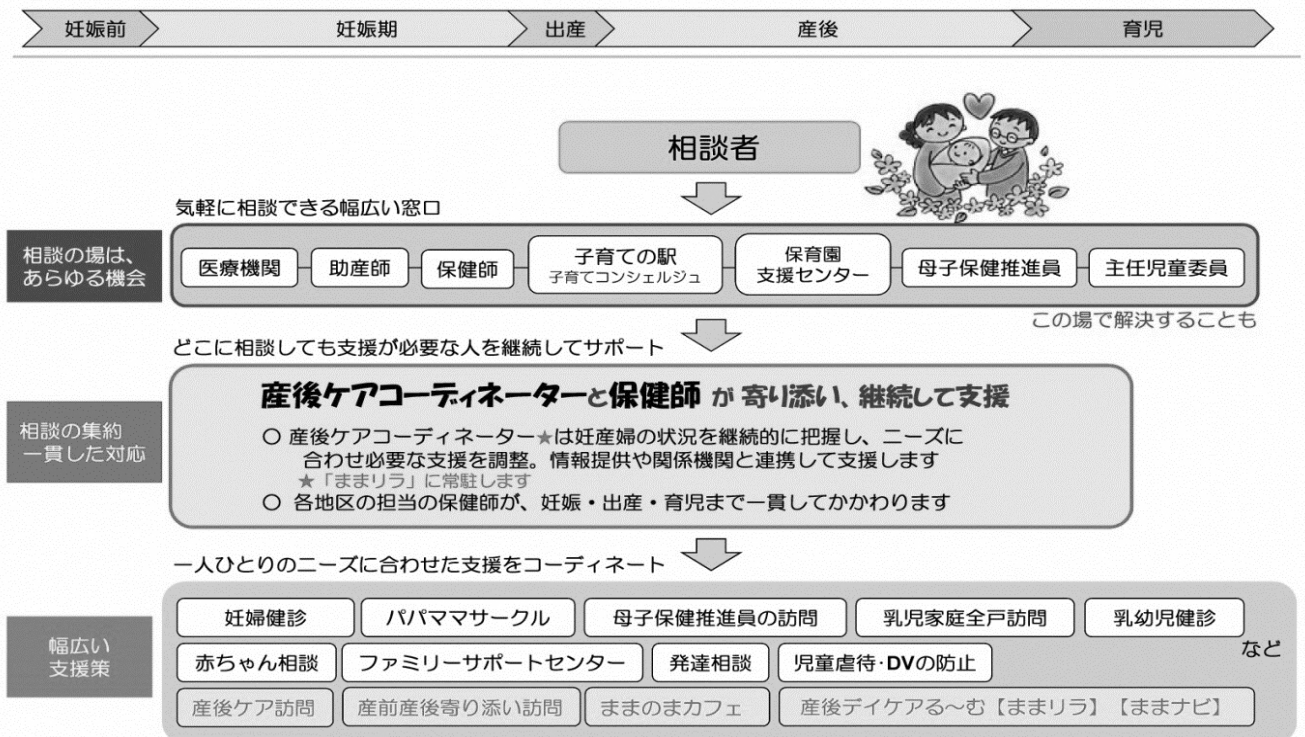 妊娠前
妊娠期
出産
産後
育児
相談者
気軽に相談できる幅広い窓口
相談の場は、
あらゆる機会
医療機関
助産師
保健師
子育ての駅
子育てコンシェルジュ
保育園
支援センター
母子保健推進員
主任児童委員
この場で解決することも
どこに相談しても支援が必要な人を継続してサポート
相談の集約
一貫した対応
産後ケアコーディネーターと保健師 が 寄り添い、継続して支援
○ 産後ケアコーディネーター★は妊産婦の状況を継続的に把握し、ニーズに
合わせ必要な支援を調整。情報提供や関係機関と連携して支援します
★「ままリラ」に常駐します
○ 各地区の担当の保健師が、妊娠・出産・育児まで一貫してかかわります
一人ひとりのニーズに合わせた支援をコーディネート
幅広い
支援策
妊婦健診
パパママサークル
母子保健推進員の訪問
乳児家庭全戸訪問
乳幼児健診
など
赤ちゃん相談
ファミリーサポートセンター
発達相談
児童虐待・DVの防止
産後ケア訪問
産前産後寄り添い訪問
ままのまカフェ
産後デイケアる～む【ままリラ】【ままナビ】